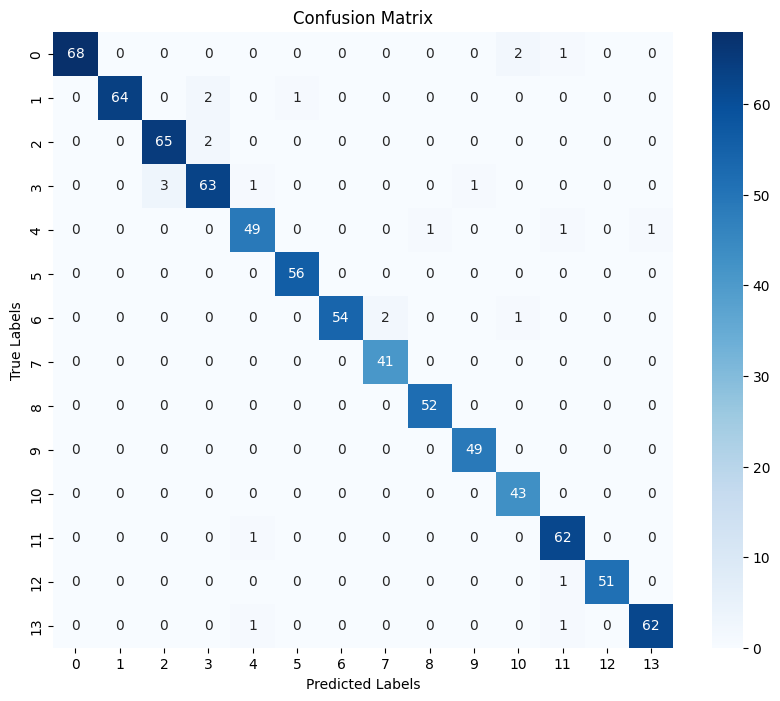 Confusion Matrix
0 68 0 0 0 0 0 0 0 0 0 2 1 0 0
1 0 64 0 2 0 1 0 0 0 0 0 0 0 0
2 0 0 65 2 0 0 0 0 0 0 0 0 0 0
3 0 0 3 63 1 0 0 0 0 1 0 0 0 0
4 0 0 0 0 49 0 0 0 1 0 0 1 0 1
5 0 0 0 0 0 56 0 0 0 0 0 0 0 0
6 0 0 0 0 0 0 54 2 0 0 1 0 0 0
7 0 0 0 0 0 0 0 41 0 0 0 0 0 0
8 0 0 0 0 0 0 0 0 52 0 0 0 0 0
9 0 0 0 0 0 0 0 0 0 49 0 0 0 0
10 0 0 0 0 0 0 0 0 0 0 43 0 0 0
11 0 0 0 0 1 0 0 0 0 0 0 62 0 0
12 0 0 0 0 0 0 0 0 0 0 0 1 51 0
13 0 0 0 0 1 0 0 0 0 0 0 1 0 62
0 1 2 3 4 5 6 7 8 9 10 11 12 13
Predicted Labels
True Labels
60
50
40
30
20
10
0